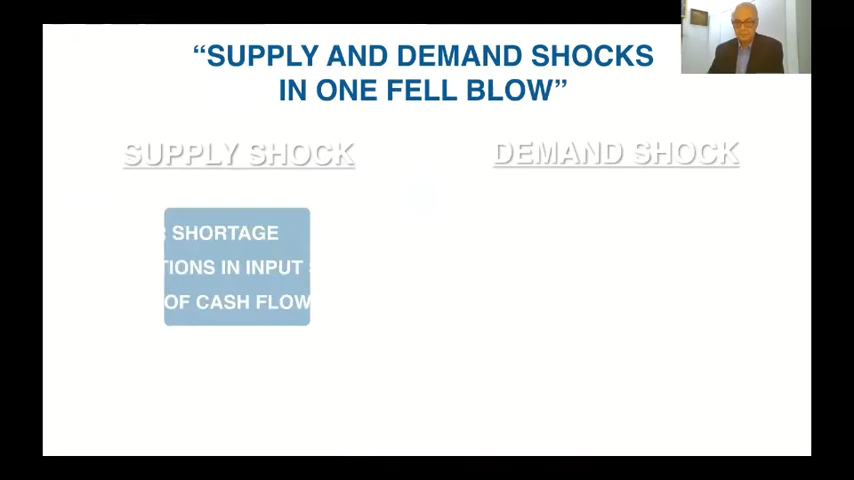 “SUPPLY AND DEMAND SHOCKS
IN ONE FELL BLOW”
SUPPLY SHOCK
DEMAND SHOCK
SHORTAGE
TIONS IN INPUT
OF CASH FLOW